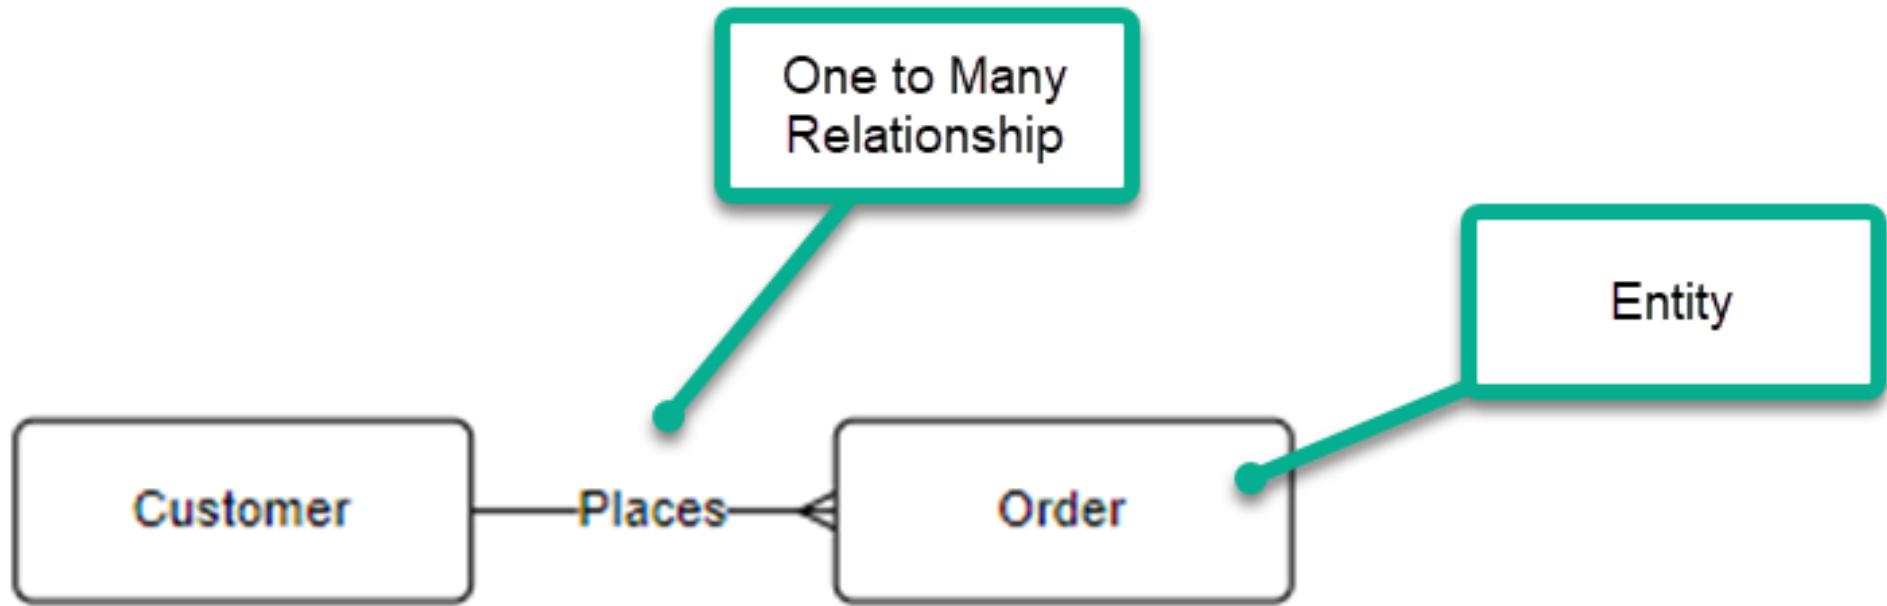 One to Many
Relationship
Entity
Customer
Places
Order